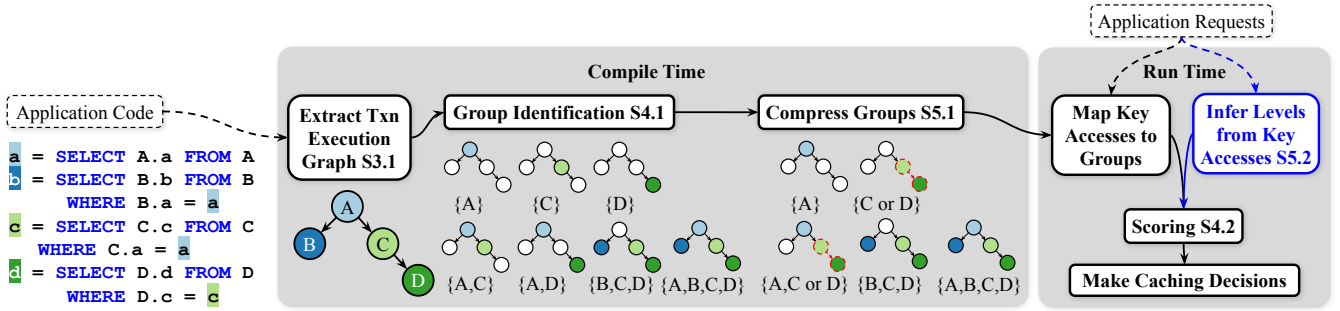 Application Requests
Compile Time
Run Time
Application Code
Extract Txn
Execution
Graph S3.1
Group Identification S4.1
Compress Groups S5.1
Map Key
Accesses to
Groups
Infer Levels
from Key
Accesses S5.2
a = SELECT A.a FROM A
b = SELECT B.b FROM B
WHERE B.a = a
c = SELECT C.c FROM C
WHERE C.a = a
d = SELECT D.d FROM D
WHERE D.c = c
A
B
C
D
{A}
{C}
{D}
{A,C}
{A,D}
{B,C,D}
{A,B,C,D}
{A}
{C or D}
{A,C or D}
{B,C,D}
{A,B,C,D}
Scoring S4.2
Make Caching Decisions